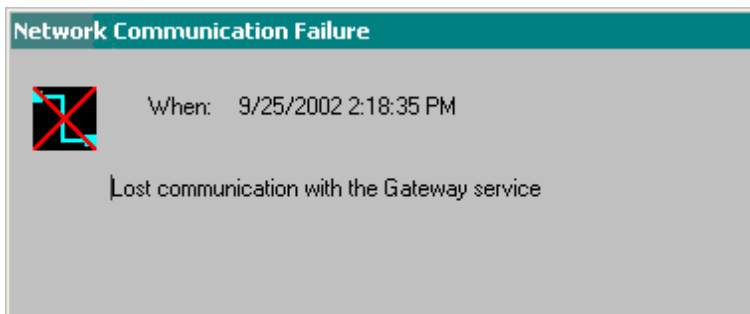 Network Communication Failure
When: 9/25/2002 2:18:35 PM
Lost communication with the Gateway service